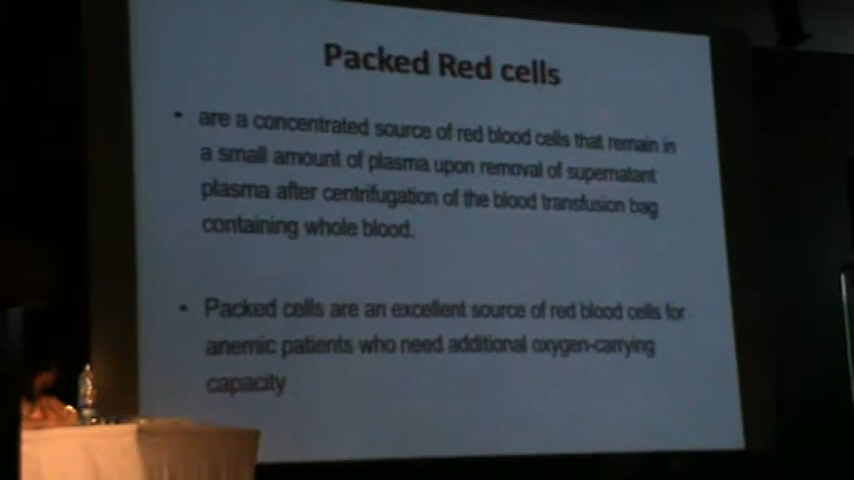 Packed Red cells
• are a concentrated source of red blood cells that remain in
a small amount of plasma upon removal of supernatant
plasma after centrifugation of the blood transfusion bag
containing whole blood.
• Packed cells are an excellent source of red blood cells for
anemic patients who need additional oxygen-carrying
capacity